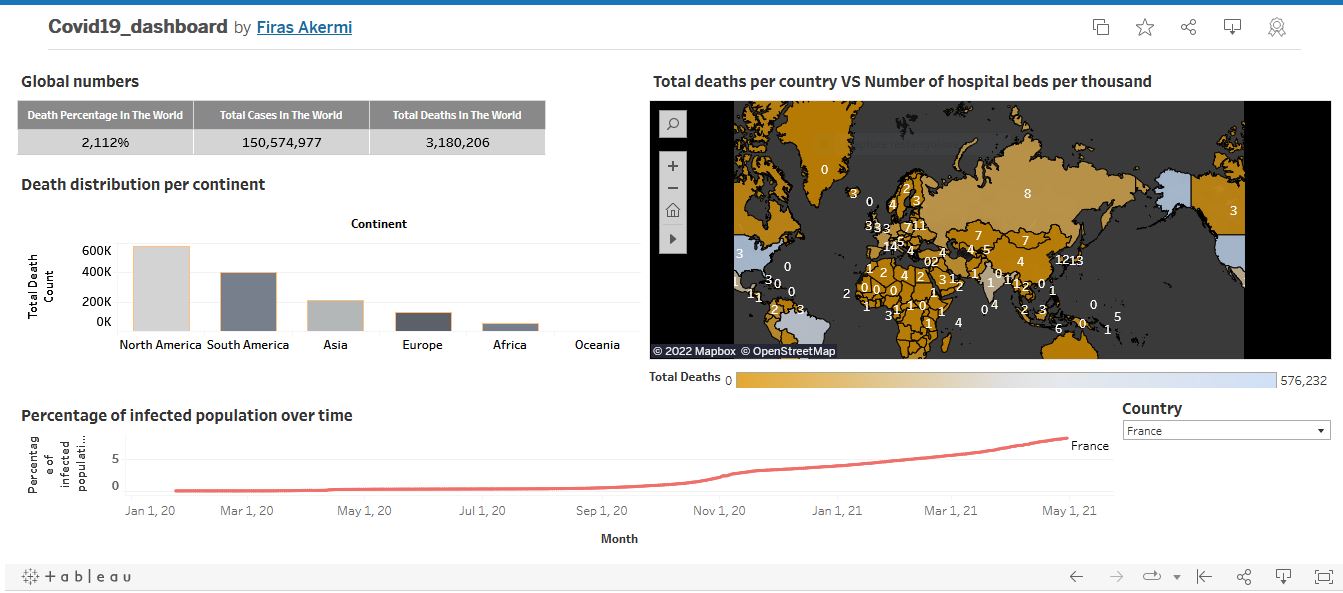 Covid19_dashboard by Firas Akermi
Global numbers
Death Percentage In The World Total Cases In The World Total Deaths In The World
2,112% 150,574,977 3,180,206
Death distribution per continent
Continent
Total Death
Count
600K
400K
200K
0K
North America South America Asia Europe Africa Oceania
Total deaths per country VS Number of hospital beds per thousand
0
3 0 4 2 3 8 3
3 3 3 7 11
14 5 4 4 7 7
3 0 02 4 5 4 12 13
1 2 4 2 3 1 2 1 0
3 0 0 0 0 1 1 1 2 0 1
1 1 2 1
2 3 1 3 1 1 0 1 0 4 2 3 0
1 4 6 0 1 5
© 2022 Mapbox © OpenStreetMap
Total Deaths 0 576,232
Percentage of infected population over time
Country
France
Percentag
e of
infected
populati...
5
0
France
Jan 1, 20 Mar 1, 20 May 1, 20 Jul 1, 20 Sep 1, 20 Nov 1, 20 Jan 1, 21 Mar 1, 21 May 1, 21
Month
+ a b l e a u